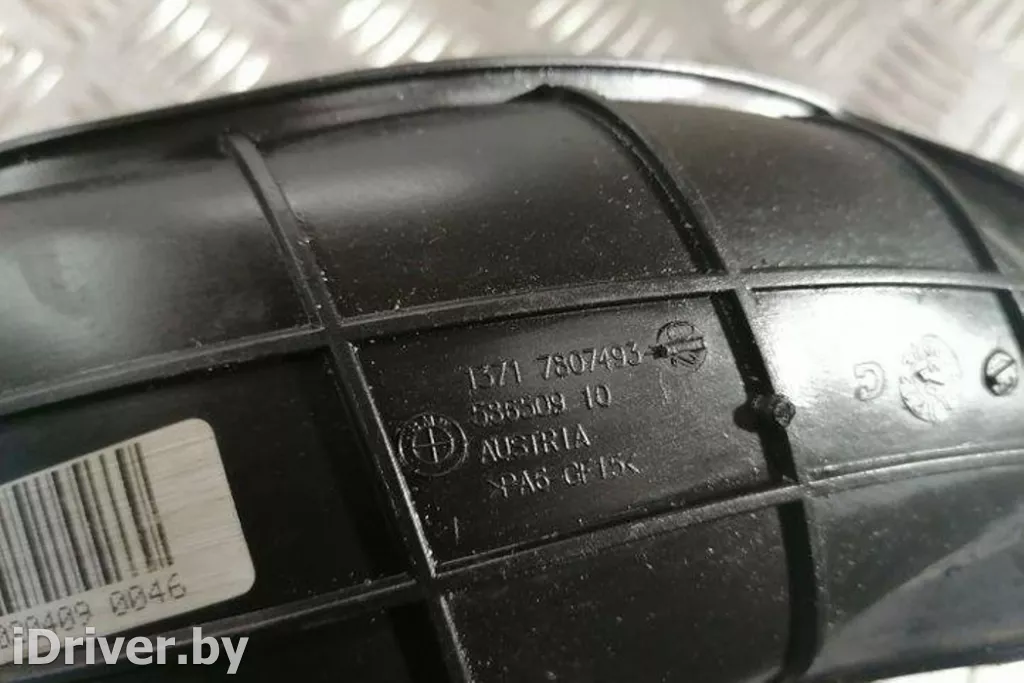 1371 7807493
586509 10
AUSTRIA
>PA6 GF15<
G
0046
iDriver.by